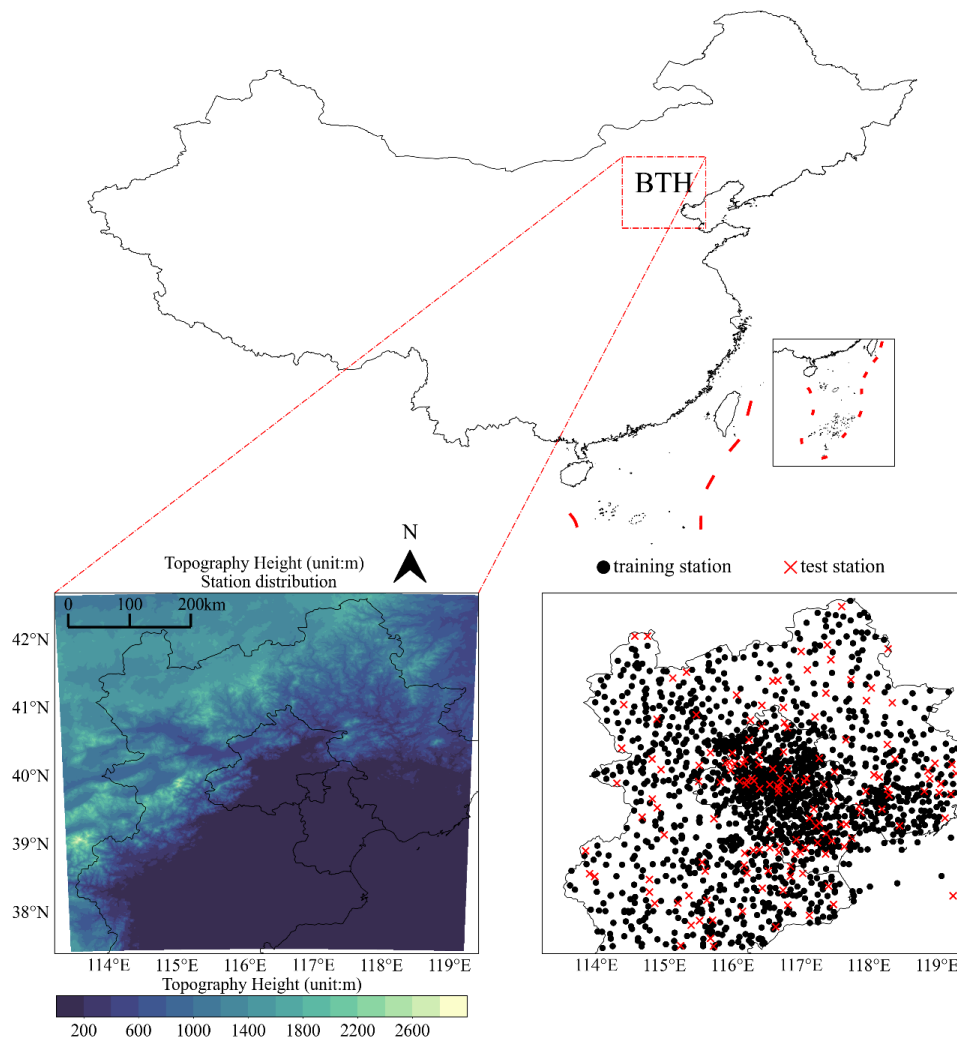 BTH
N
Topography Height (unit:m)
Station distribution
training station
test station
0 100 200km
42°N
41°N
40°N
39°N
38°N
114°E 115°E 116°E 117°E 118°E 119°E
114°E 115°E 116°E 117°E 118°E 119°E
Topography Height (unit:m)
200 600 1000 1400 1800 2200 2600